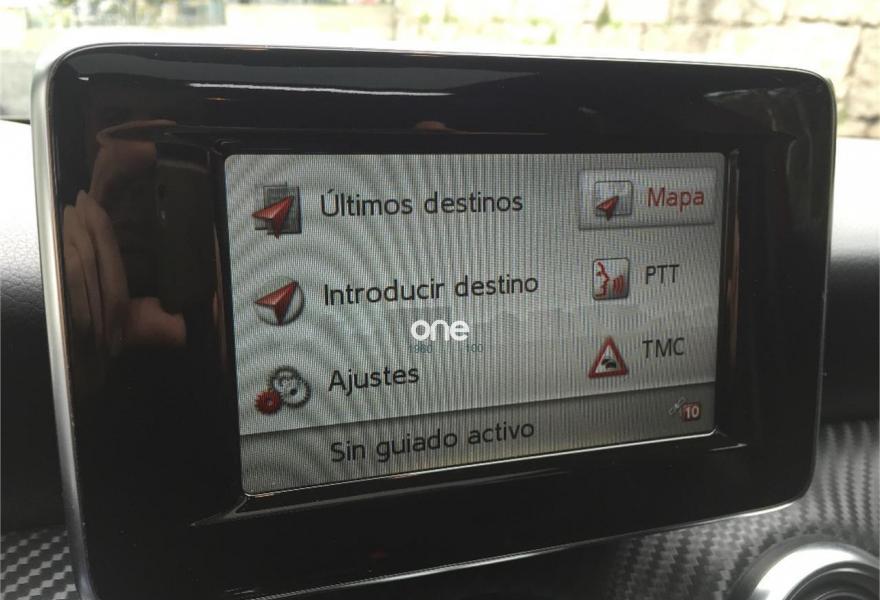 Últimos destinos
Mapa
Introducir destino
PTT
one
Ajustes
TMC
Sin guiado activo
10